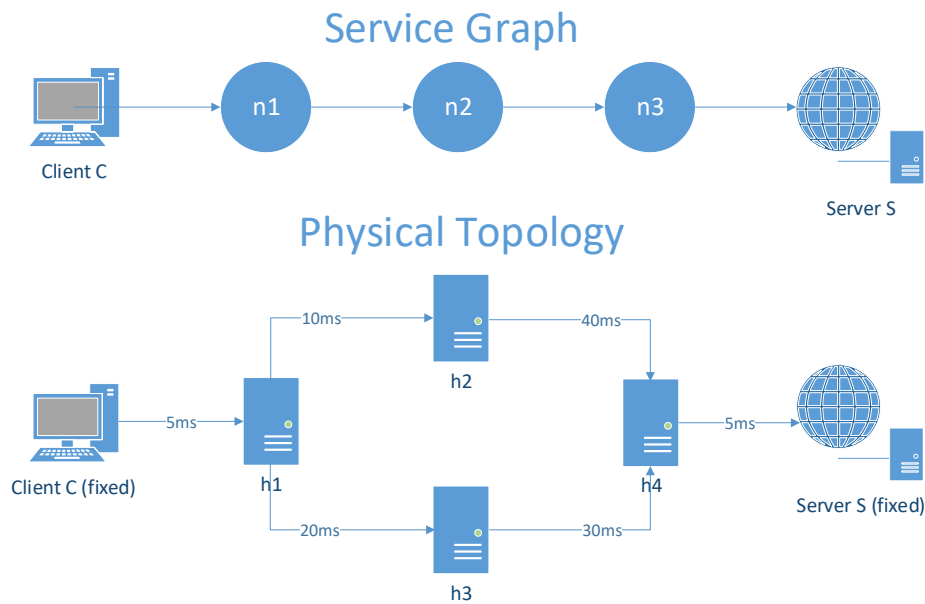 Service Graph
n1
n2
n3
Client C
Server S
Physical Topology
10ms
40ms
h2
5ms
5ms
h1
h4
Client C (fixed)
Server S (fixed)
20ms
30ms
h3